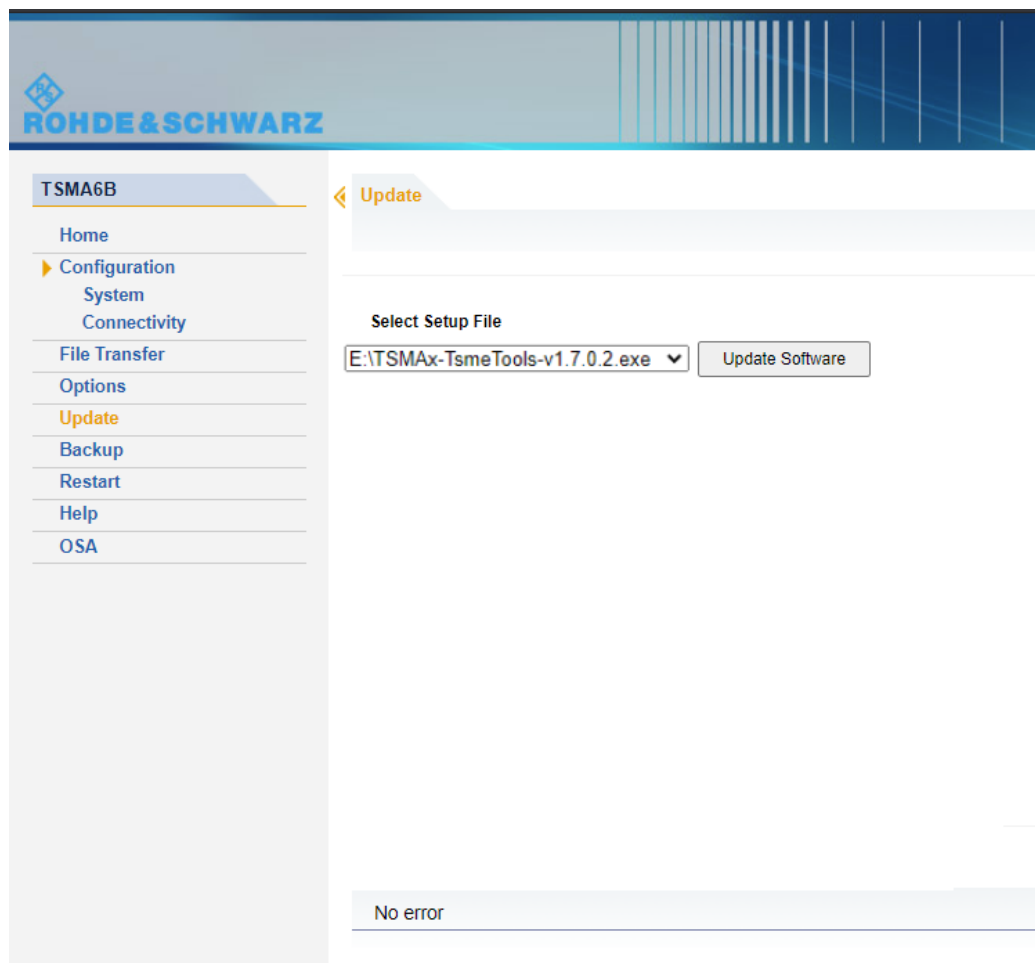 R&S
ROHDE&SCHWARZ
TSMA6B
Home
Configuration
System
Connectivity
File Transfer
Options
Update
Backup
Restart
Help
OSA
Update
Select Setup File
E:\TSMAx-TsmeTools-v1.7.0.2.exe
Update Software
No error